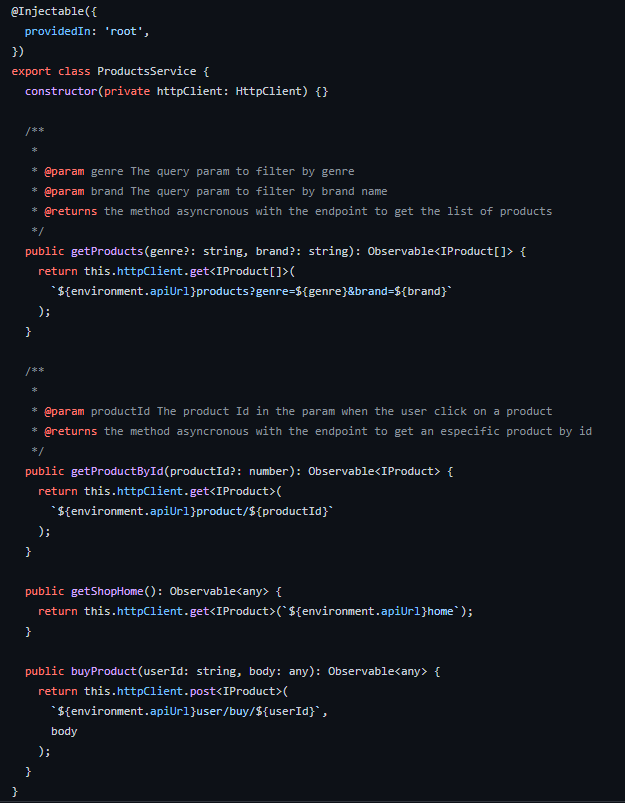 @Injectable({
  providedIn: 'root',
})
export class ProductsService {
  constructor(private httpClient: HttpClient) {}

  /**
   *
   * @param genre The query param to filter by genre
   * @param brand The query param to filter by brand name
   * @returns the method asyncronous with the endpoint to get the list of products
   */
  public getProducts(genre?: string, brand?: string): Observable<IProduct[]> {
    return this.httpClient.get<IProduct[]>(
      `${environment.apiUrl}products?genre=${genre}&brand=${brand}`
    );
  }

  /**
   *
   * @param productId The product Id in the param when the user click on a product
   * @returns the method asyncronous with the endpoint to get an especific product by id
   */
  public getProductById(productId?: number): Observable<IProduct> {
    return this.httpClient.get<IProduct>(
      `${environment.apiUrl}product/${productId}`
    );
  }

  public getShopHome(): Observable<any> {
    return this.httpClient.get<IProduct>(`${environment.apiUrl}home`);
  }

  public buyProduct(userId: string, body: any): Observable<any> {
    return this.httpClient.post<IProduct>(
      `${environment.apiUrl}user/buy/${userId}`,
      body
    );
  }
}